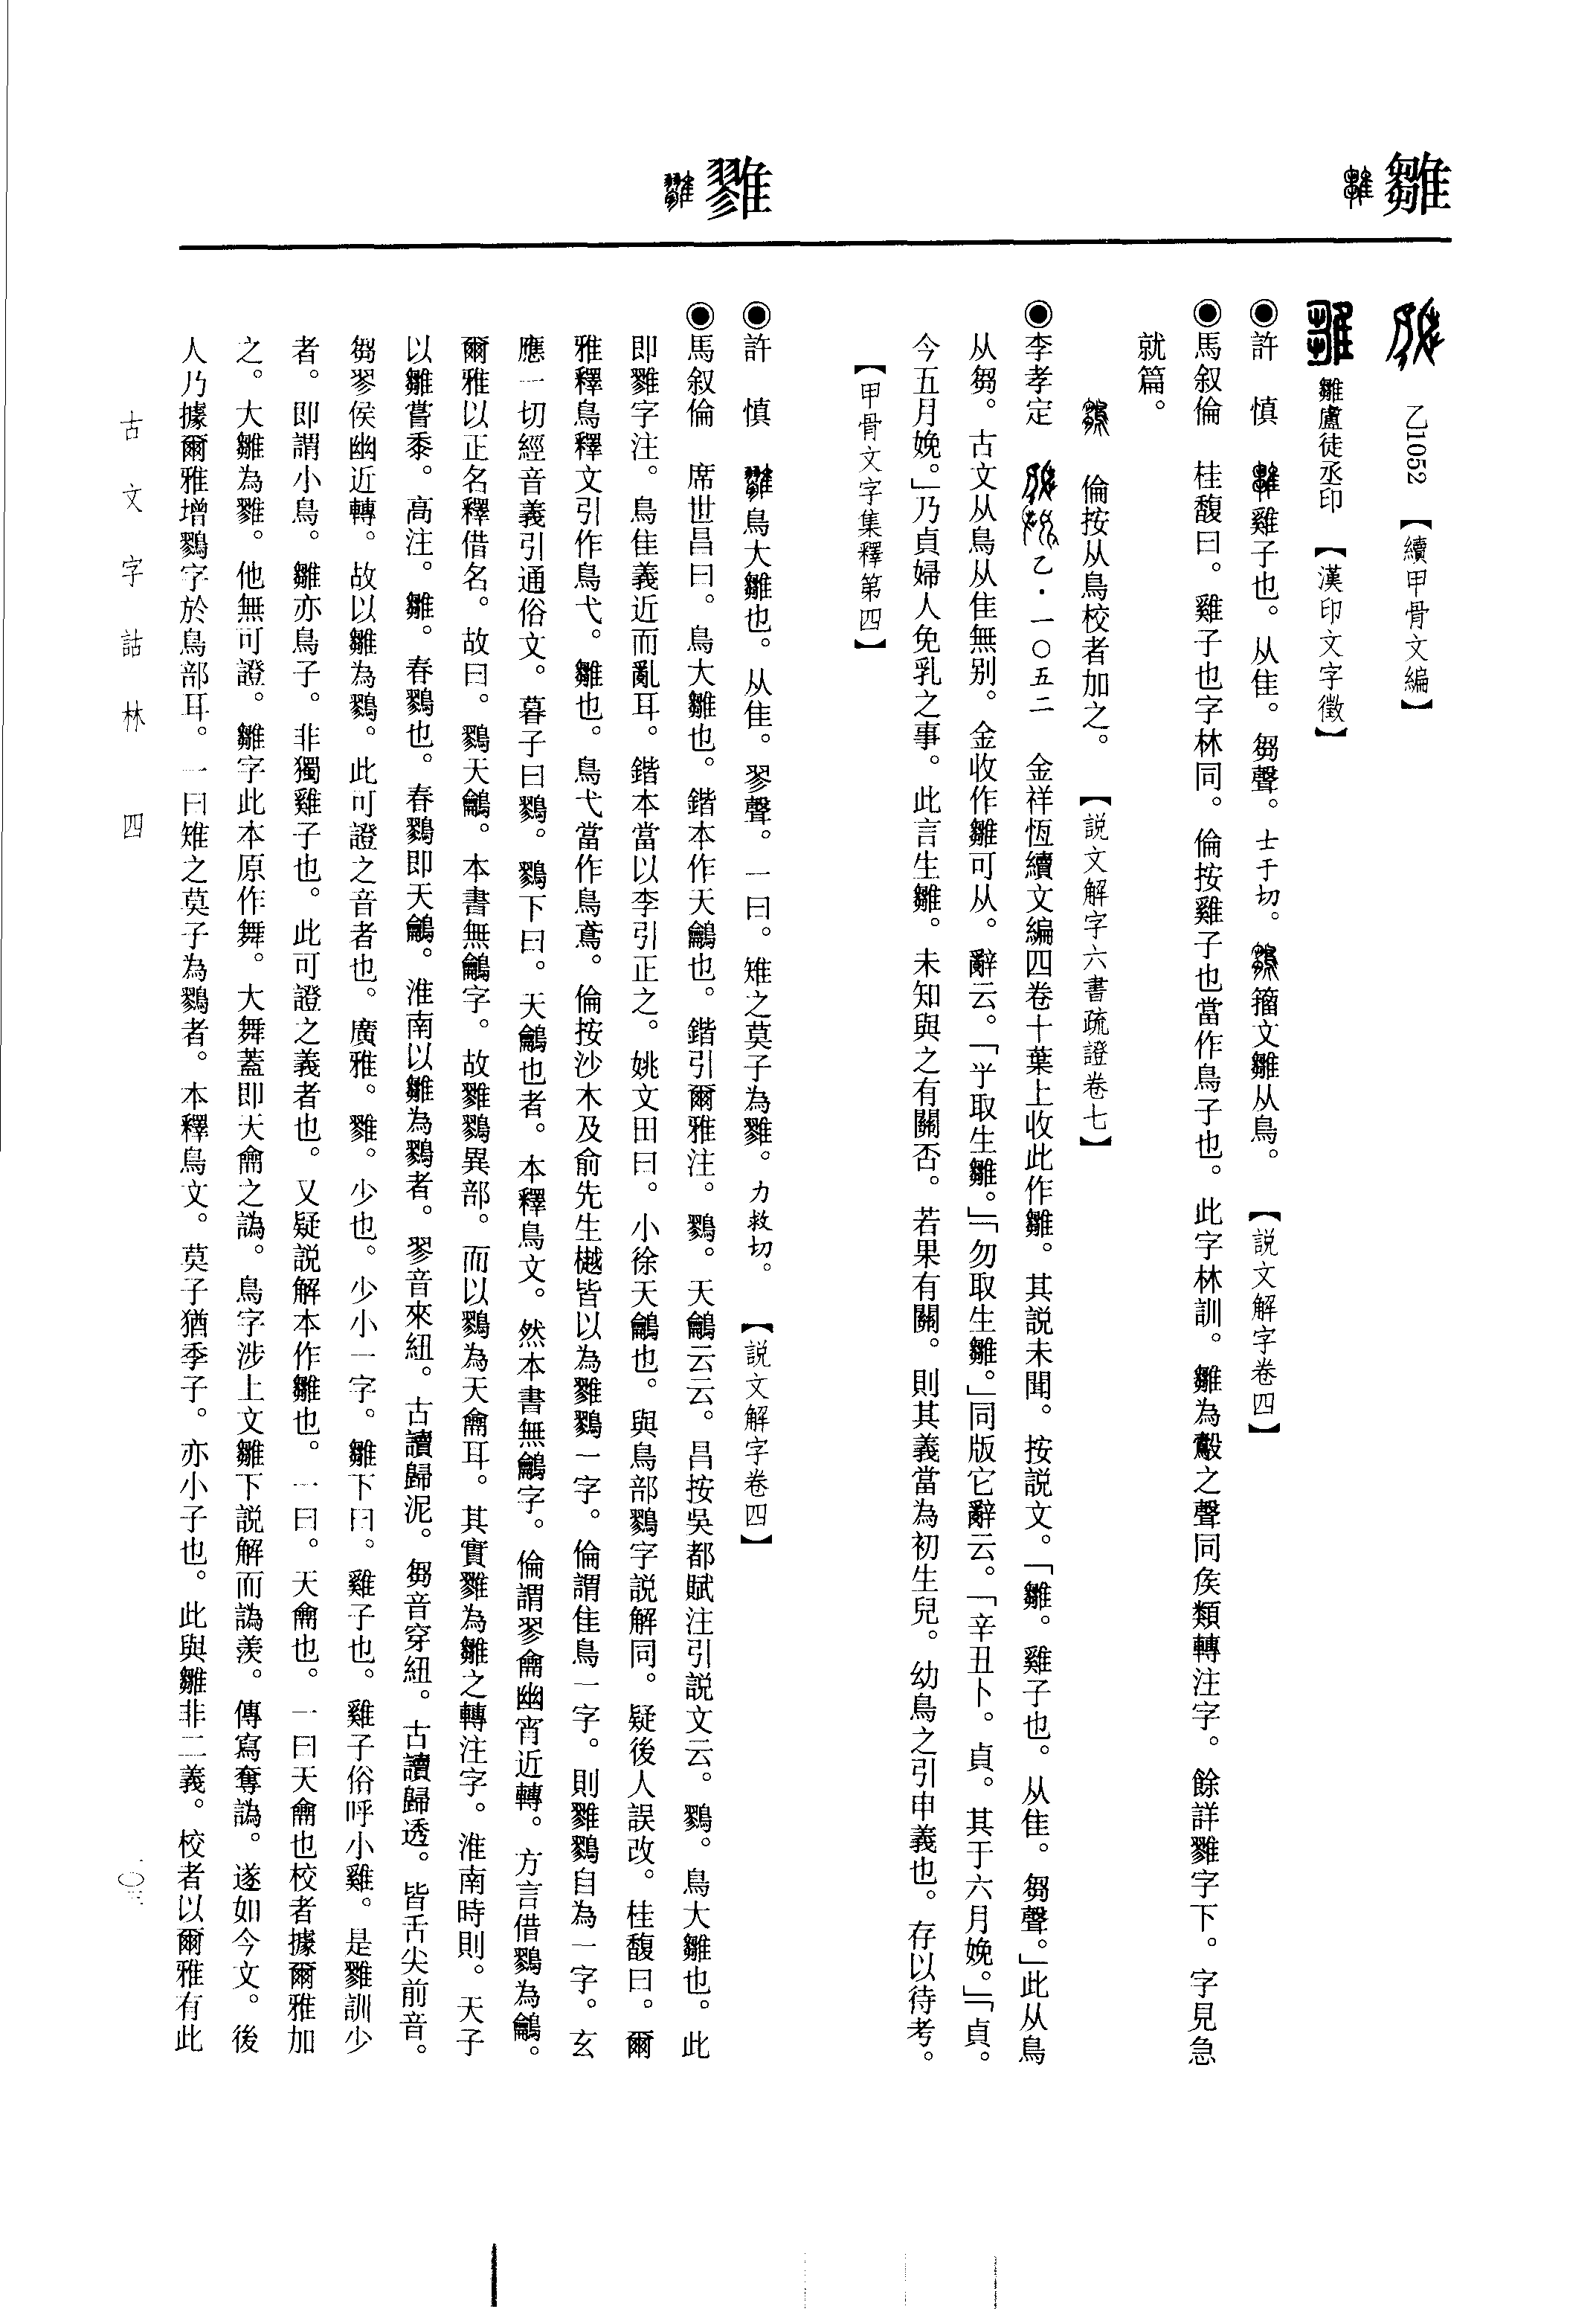 雛
雡
乙1052 【續甲骨文編】
雛盧徒丞印 【漢印文字徵】
◉許 慎 雞子也。从隹。芻聲。士于切。籀文雛从鳥。 【説文解字卷四】
◉馬叙倫 桂馥曰。雞子也字林同。倫按雞子也當作鳥子也。此字林訓。雛為鷇之聲同矦類轉注字。餘詳雡字下。字見急
就篇。
倫按从鳥校者加之。 【説文解字六書疏證卷七】
◉李孝定 乙·一〇五二 金祥恆續文編四卷十葉上收此作雛。其説未聞。按説文。「雛。雞子也。从隹。芻聲。」此从鳥
从芻。古文从鳥从隹無别。金收作雛可从。辭云。「乎取生雛。」「勿取生雛。」同版它辭云。「辛丑卜。貞。其于六月娩。」「貞。
今五月娩。」乃貞婦人免乳之事。此言生雛。未知與之有關否。若果有關。則其義當為初生兒。幼鳥之引申義也。存以待考。
【甲骨文字集釋第四】
◉許 慎 鳥大雛也。从隹。翏聲。一曰。雉之莫子為雡。力救切。 【説文解字卷四】
◉馬叙倫 席世昌曰。鳥大雛也。鍇本作天鸙也。鍇引爾雅注。鷚。天鸙云云。昌按吳都賦注引説文云。鷚。鳥大雛也。此
即雡字注。鳥隹義近而亂耳。鍇本當以李引正之。姚文田曰。小徐天鸙也。與鳥部鷚字説解同。疑後人誤改。桂馥曰。爾
雅釋鳥釋文引作鳥弋。雛也。鳥弋當作鳥鳶。倫按沙木及俞先生樾皆以為雡鷚一字。倫謂隹鳥一字。則雡鷚自為一字。玄
應一切經音義引通俗文。暮子曰鷚。鷚下曰。天鸙也者。本釋鳥文。然本書無鸙字。倫謂翏龠幽宵近轉。方言借鷚為鸙。
爾雅以正名釋借名。故曰。鷚天鸙。本書無鸙字。故雡鷚異部。而以鷚為天龠耳。其實雡為雛之轉注字。淮南時則。天子
以雛嘗黍。高注。雛。春鷚也。春鷚即天鸙。淮南以雛為鷚者。翏音來紐。古讀歸泥。芻音穿紐。古讀歸透。皆舌尖前音。
芻翏侯幽近轉。故以雛為鷚。此可證之音者也。廣雅。雡。少也。少小一字。雛下曰。雞子也。雞子俗呼小雞。是雡訓少
者。即謂小鳥。雛亦鳥子。非獨雞子也。此可證之義者也。又疑説解本作雛也。一曰。天龠也。一曰天龠也校者據爾雅加
之。大雛為雡。他無可證。雛字此本原作舞。大舞蓋即天龠之譌。鳥字涉上文雛下説解而譌羨。傳寫奪譌。遂如今文。後
人乃據爾雅增鷚字於鳥部耳。一曰雉之莫子為鷚者。本釋鳥文。莫子猶季子。亦小子也。此與雛非二義。校者以爾雅有此
古文字詁林 四
一〇三